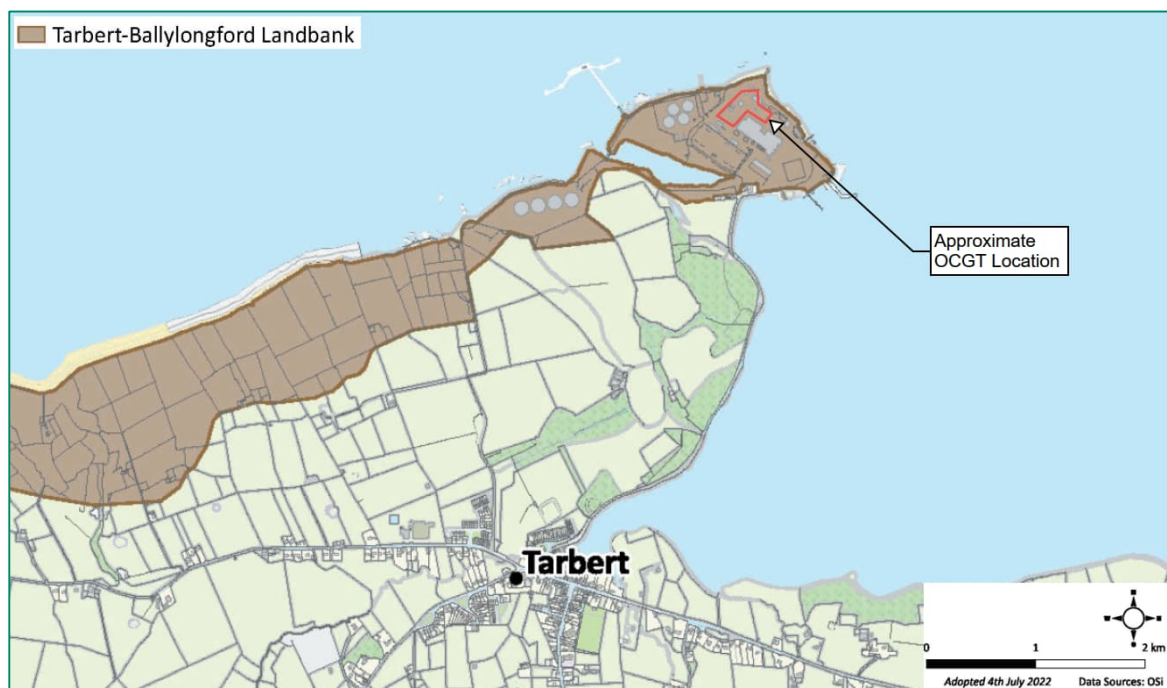 Tarbert-Ballylongford Landbank
Approximate
OCGT Location
Tarbert
0 1 2 km
Adopted 4th July 2022 Data Sources: OSi